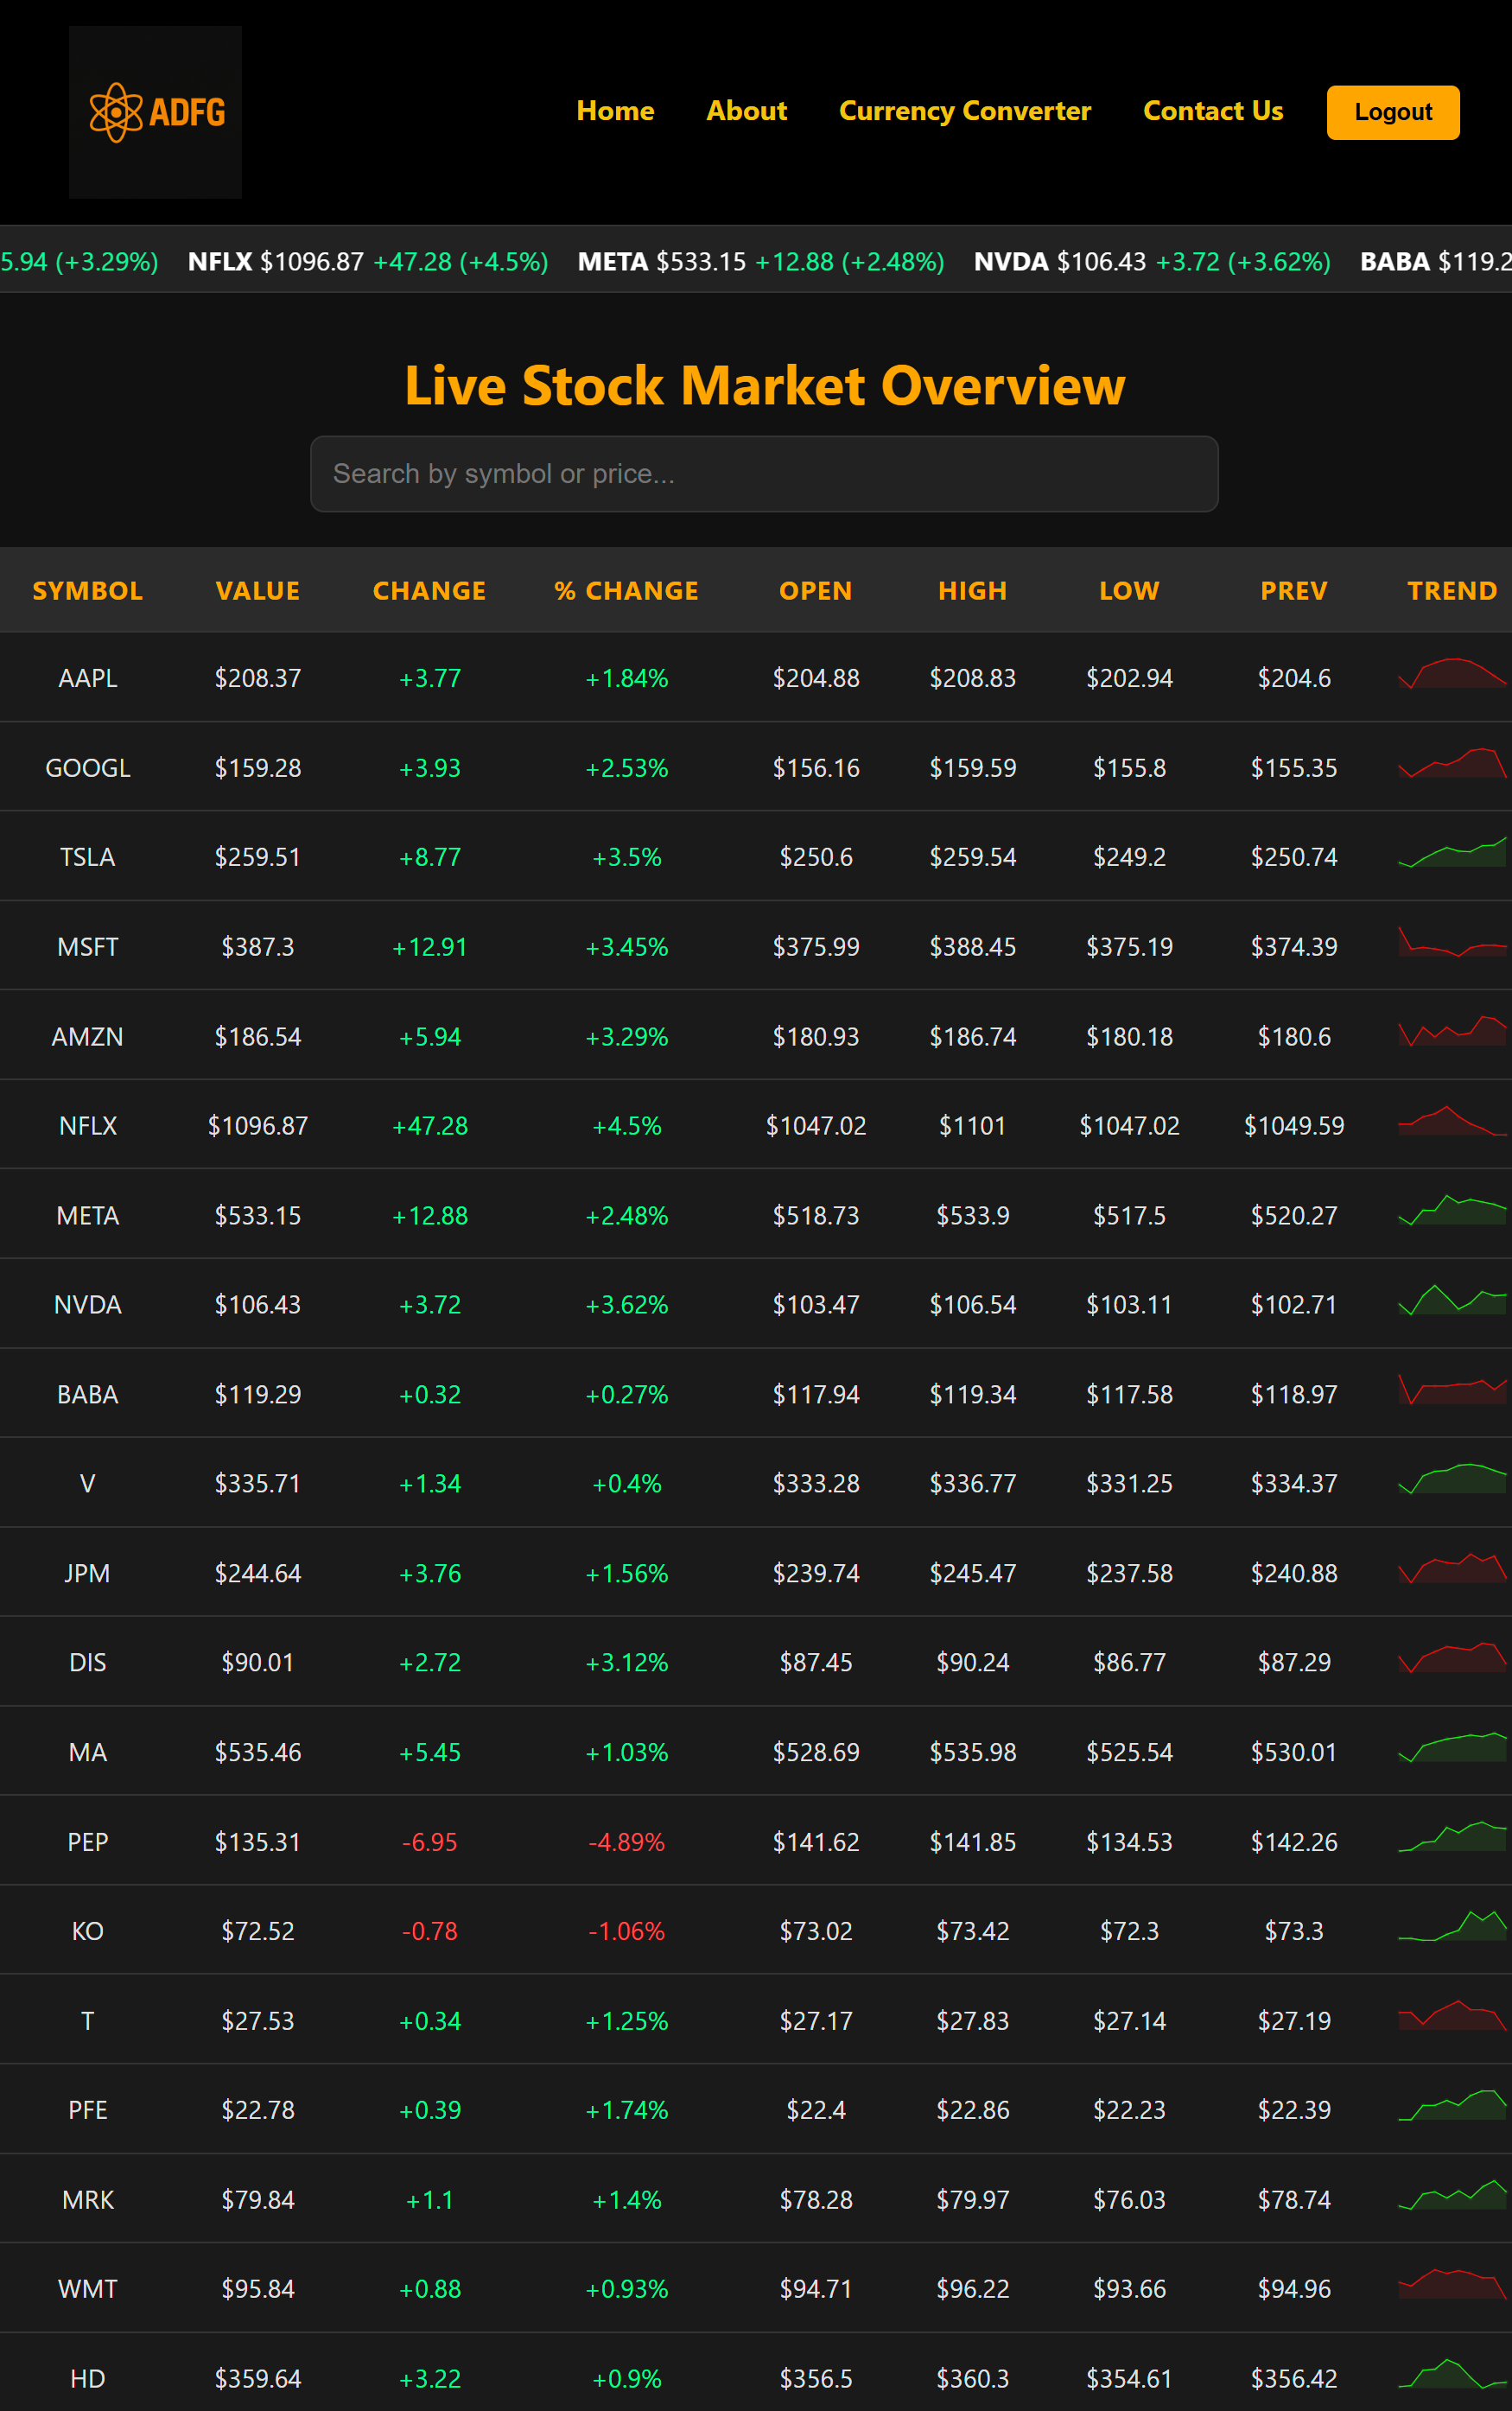 ADFG
Home About Currency Converter Contact Us Logout
5.94 (+3.29%) NFLX $1096.87 +47.28 (+4.5%) META $533.15 +12.88 (+2.48%) NVDA $106.43 +3.72 (+3.62%) BABA $119.2
Live Stock Market Overview
Search by symbol or price...
SYMBOL VALUE CHANGE % CHANGE OPEN HIGH LOW PREV TREND
AAPL $208.37 +3.77 +1.84% $204.88 $208.83 $202.94 $204.6
GOOGL $159.28 +3.93 +2.53% $156.16 $159.59 $155.8 $155.35
TSLA $259.51 +8.77 +3.5% $250.6 $259.54 $249.2 $250.74
MSFT $387.3 +12.91 +3.45% $375.99 $388.45 $375.19 $374.39
AMZN $186.54 +5.94 +3.29% $180.93 $186.74 $180.18 $180.6
NFLX $1096.87 +47.28 +4.5% $1047.02 $1101 $1047.02 $1049.59
META $533.15 +12.88 +2.48% $518.73 $533.9 $517.5 $520.27
NVDA $106.43 +3.72 +3.62% $103.47 $106.54 $103.11 $102.71
BABA $119.29 +0.32 +0.27% $117.94 $119.34 $117.58 $118.97
V $335.71 +1.34 +0.4% $333.28 $336.77 $331.25 $334.37
JPM $244.64 +3.76 +1.56% $239.74 $245.47 $237.58 $240.88
DIS $90.01 +2.72 +3.12% $87.45 $90.24 $86.77 $87.29
MA $535.46 +5.45 +1.03% $528.69 $535.98 $525.54 $530.01
PEP $135.31 -6.95 -4.89% $141.62 $141.85 $134.53 $142.26
KO $72.52 -0.78 -1.06% $73.02 $73.42 $72.3 $73.3
T $27.53 +0.34 +1.25% $27.17 $27.83 $27.14 $27.19
PFE $22.78 +0.39 +1.74% $22.4 $22.86 $22.23 $22.39
MRK $79.84 +1.1 +1.4% $78.28 $79.97 $76.03 $78.74
WMT $95.84 +0.88 +0.93% $94.71 $96.22 $93.66 $94.96
HD $359.64 +3.22 +0.9% $356.5 $360.3 $354.61 $356.42